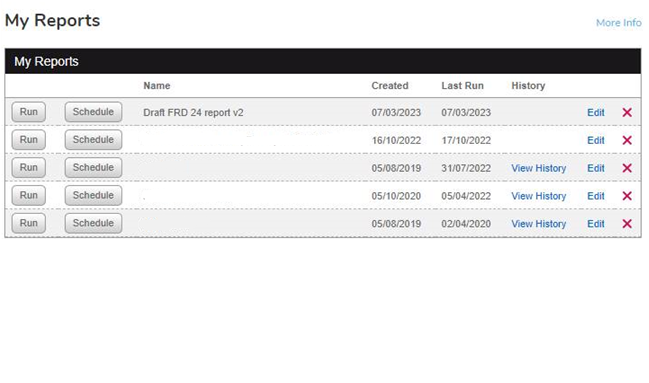 My Reports
More Info
My Reports
Name Created Last Run History
Run Schedule Draft FRD 24 report v2 07/03/2023 07/03/2023 Edit
Run Schedule 16/10/2022 17/10/2022 Edit
Run Schedule 05/08/2019 31/07/2022 View History Edit
Run Schedule 05/10/2020 05/04/2022 View History Edit
Run Schedule 05/08/2019 02/04/2020 View History Edit